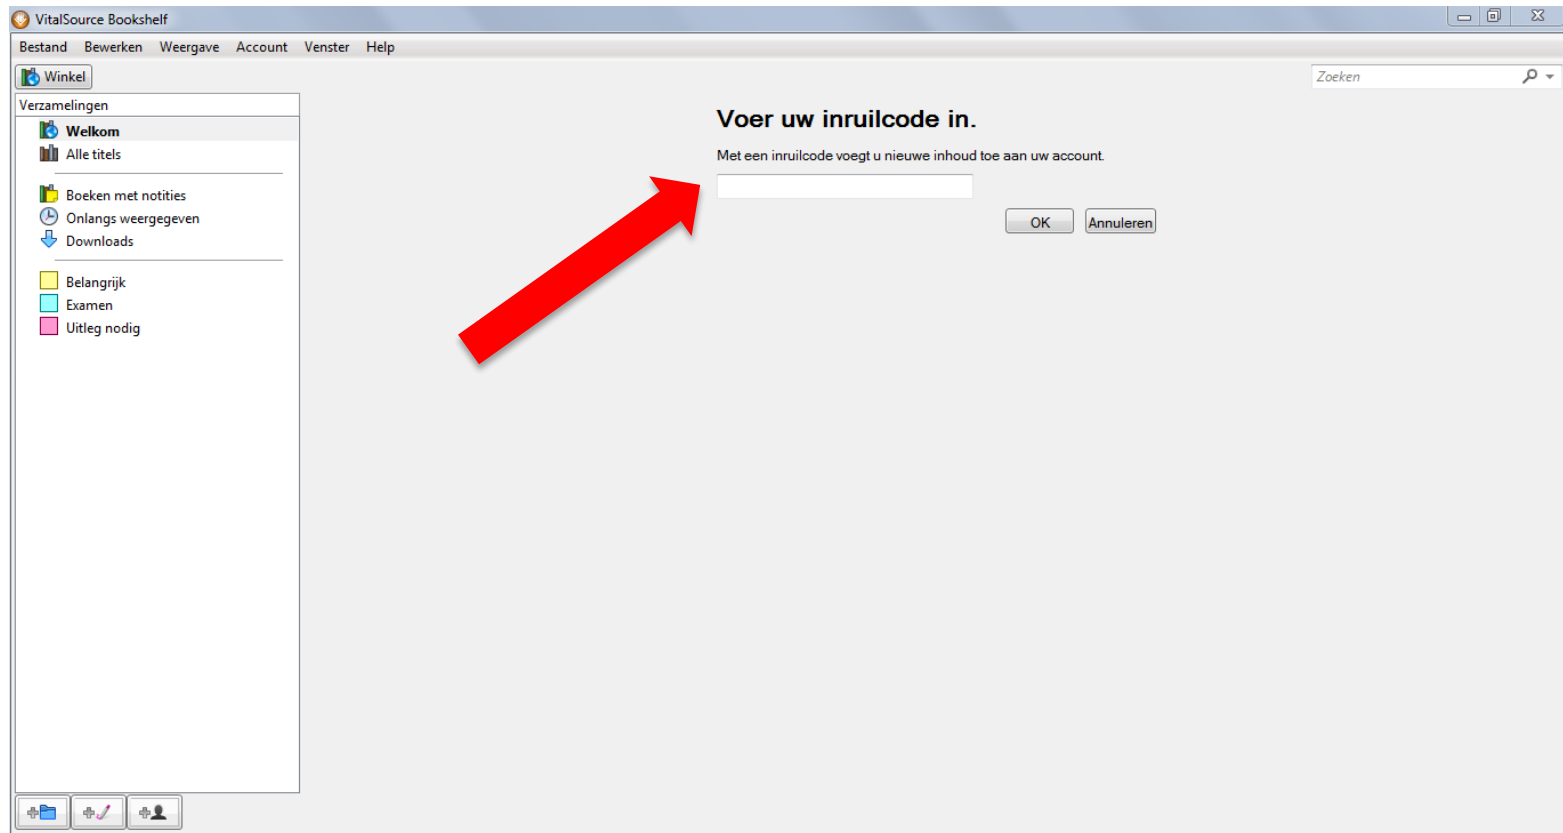 VitalSource Bookshelf
Bestand Bewerken Weergave Account Venster Help
Winkel
Zoeken
Verzamelingen
Welkom
Alle titels
Boeken met notities
Onlangs weergegeven
Downloads
Belangrijk
Examen
Uitleg nodig
Voer uw inruilcode in.
Met een inruilcode voegt u nieuwe inhoud toe aan uw account.
OK Annuleren